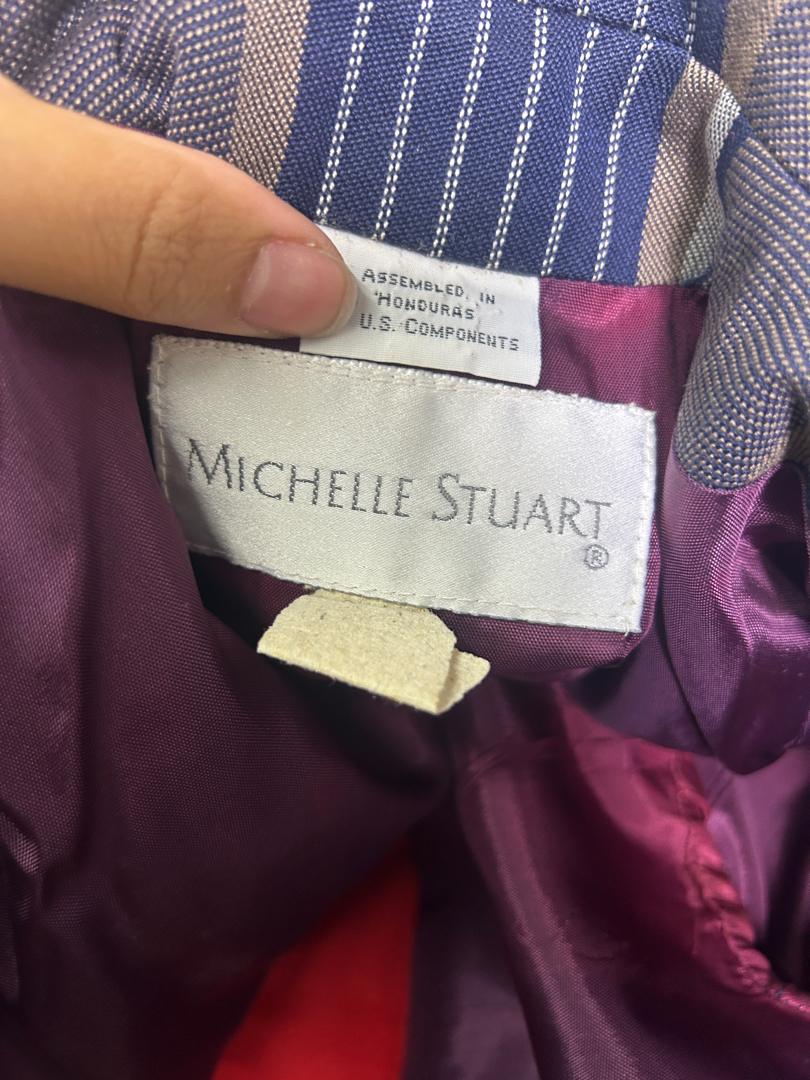 ASSEMBLED IN
HONDURAS
U.S. COMPONENTS
MICHELLE STUART
®